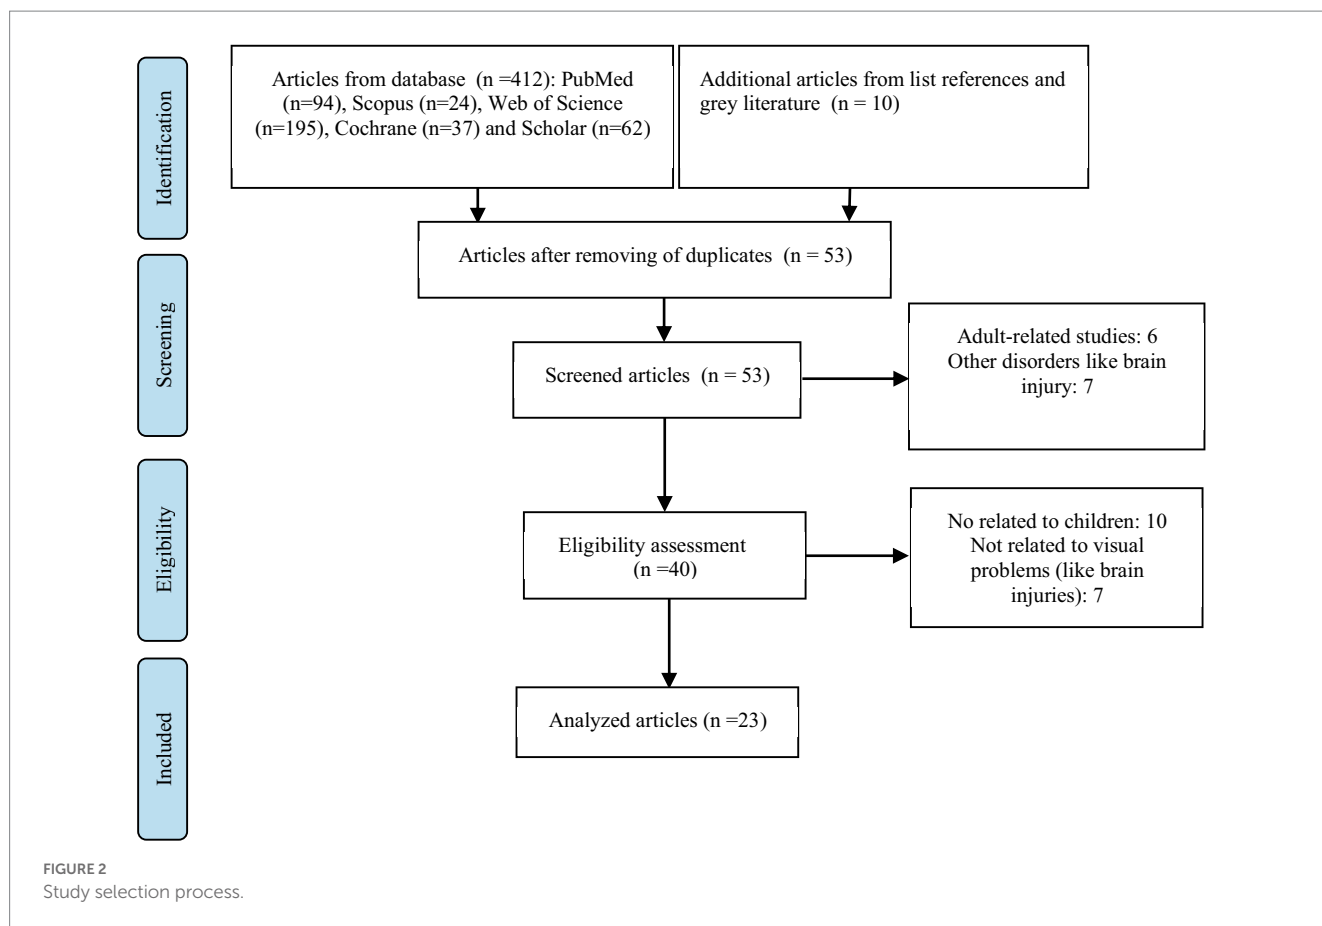 Identification
Articles from database (n =412): PubMed
(n=94), Scopus (n=24), Web of Science
(n=195), Cochrane (n=37) and Scholar (n=62)
Additional articles from list references and
grey literature (n = 10)
Articles after removing of duplicates (n = 53)
Screening
Screened articles (n = 53)
Adult-related studies: 6
Other disorders like brain
injury: 7
Eligibility
Eligibility assessment
(n =40)
No related to children: 10
Not related to visual
problems (like brain
injuries): 7
Included
Analyzed articles (n =23)
FIGURE 2
Study selection process.